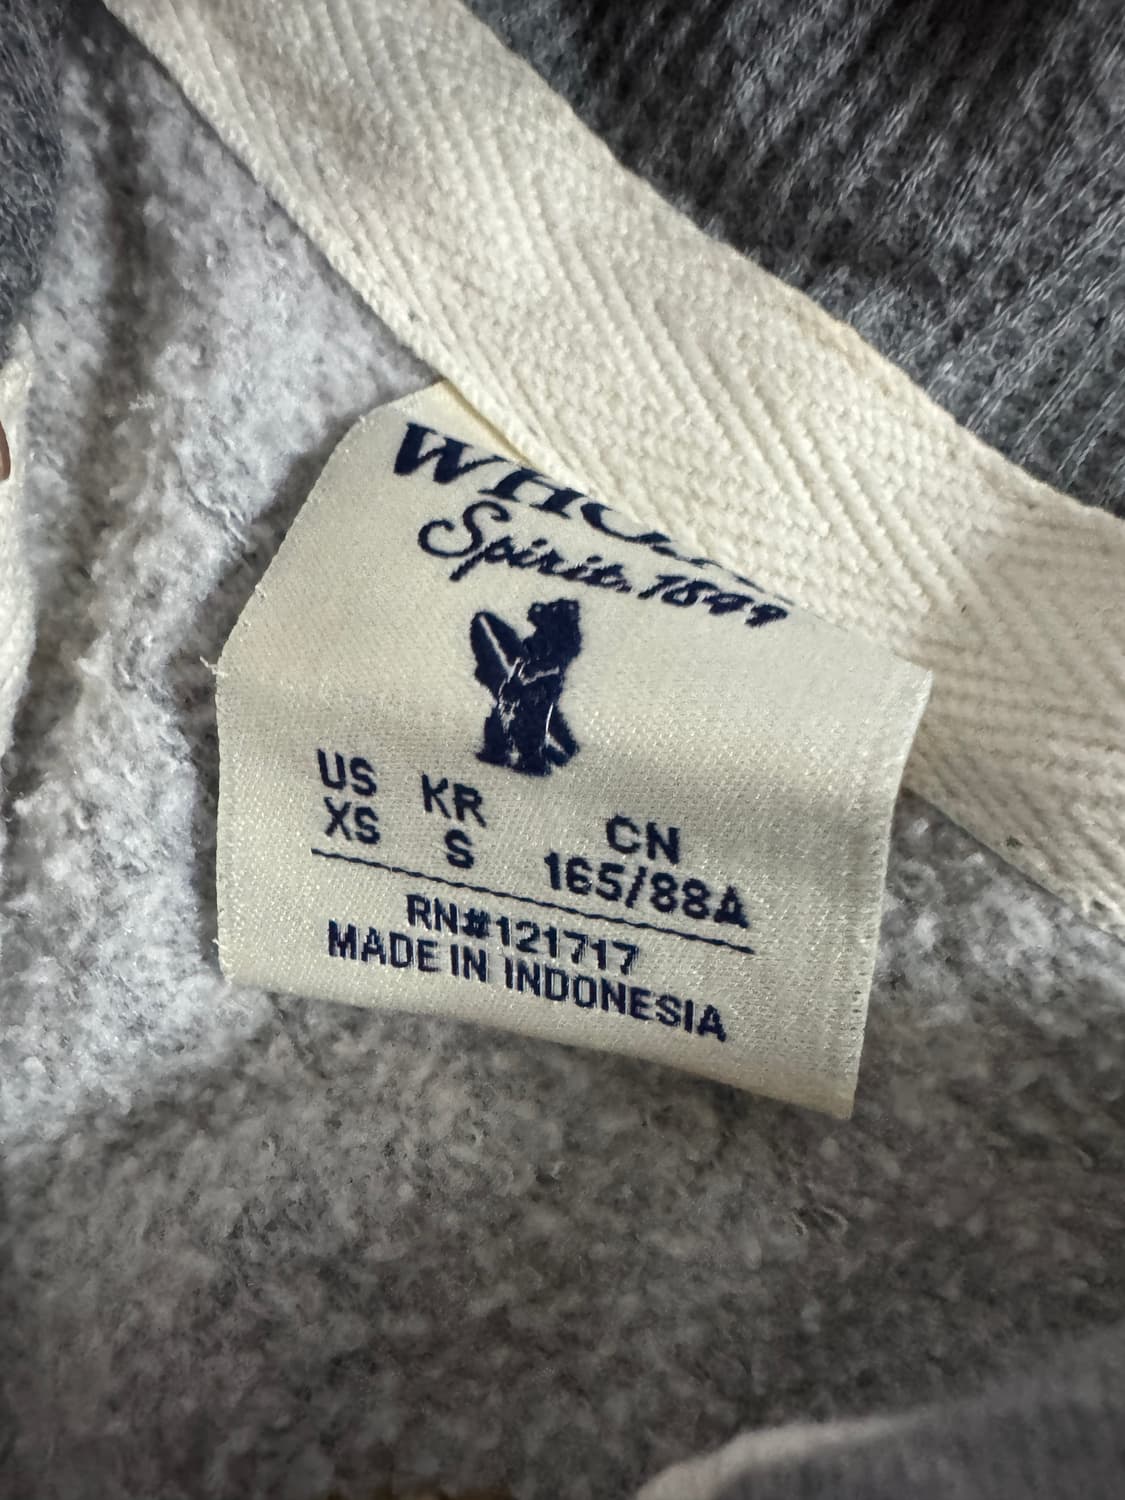 Spirit.1899
US KR CN
XS S 165/88A
RN#121717
MADE IN INDONESIA